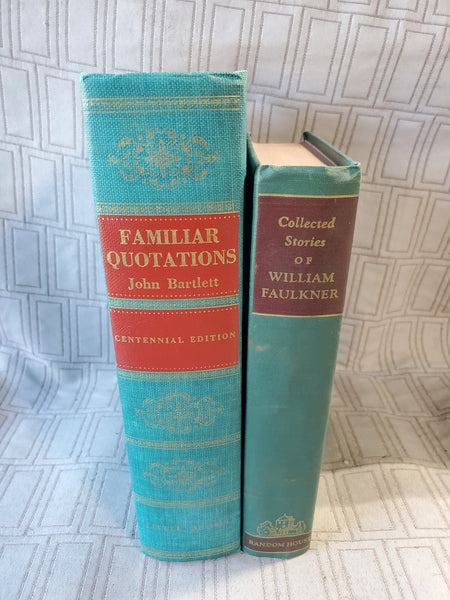 FAMILIAR
QUOTATIONS
John Bartlett
CENTENNIAL EDITION
LITTLE, BROWN
Collected
Stories
OF
WILLIAM
FAULKNER
RANDOM HOUSE